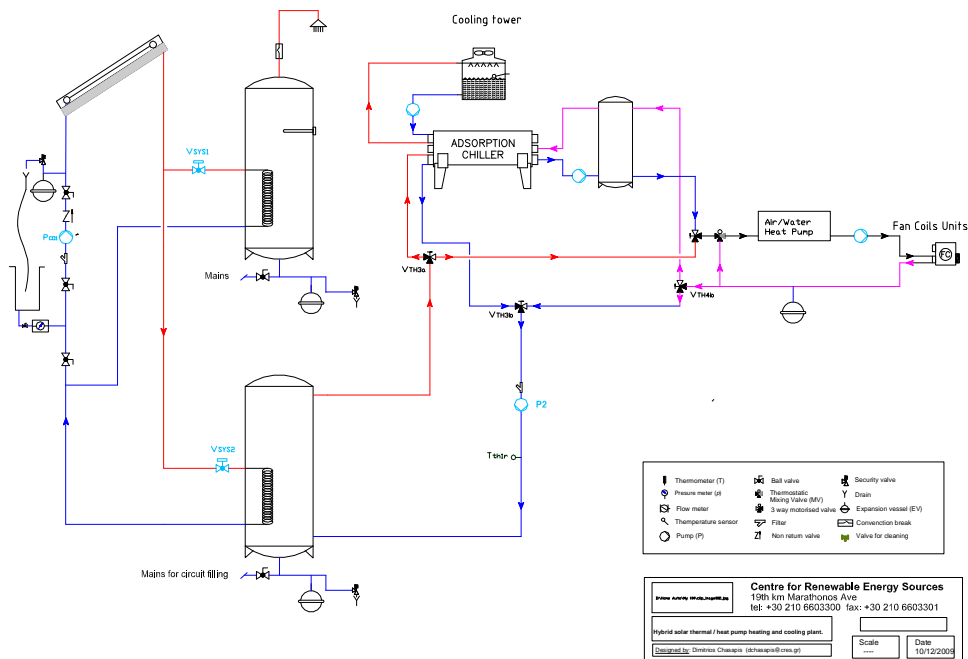 Cooling tower
VSYS1
ADSORPTION
CHILLER
Pcol
Air/Water
Heat Pump
Fan Coils Units
FC
Mains
VTH3a
VTH4b
VTH3b
P2
VSYS2
Tth1r
Mains for circuit filling
Thermometer (T)
Ball valve
Security valve
Presure meter (p)
Thermostatic
Mixing Valve (MV)
Drain
Flow meter
3 way motorised valve
Expansion vessel (EV)
Themperature sensor
Filter
Convenction break
Pump (P)
Non return valve
Valve for cleaning
Centre for Renewable Energy Sources
19th km Marathonos Ave
tel: +30 210 6603300 fax: +30 210 6603301
Hybrid solar thermal / heat pump heating and cooling plant.
Designed by: Dimitrios Chasapis (dchasapis@cres.gr)
Scale
----
Date
10/12/2009